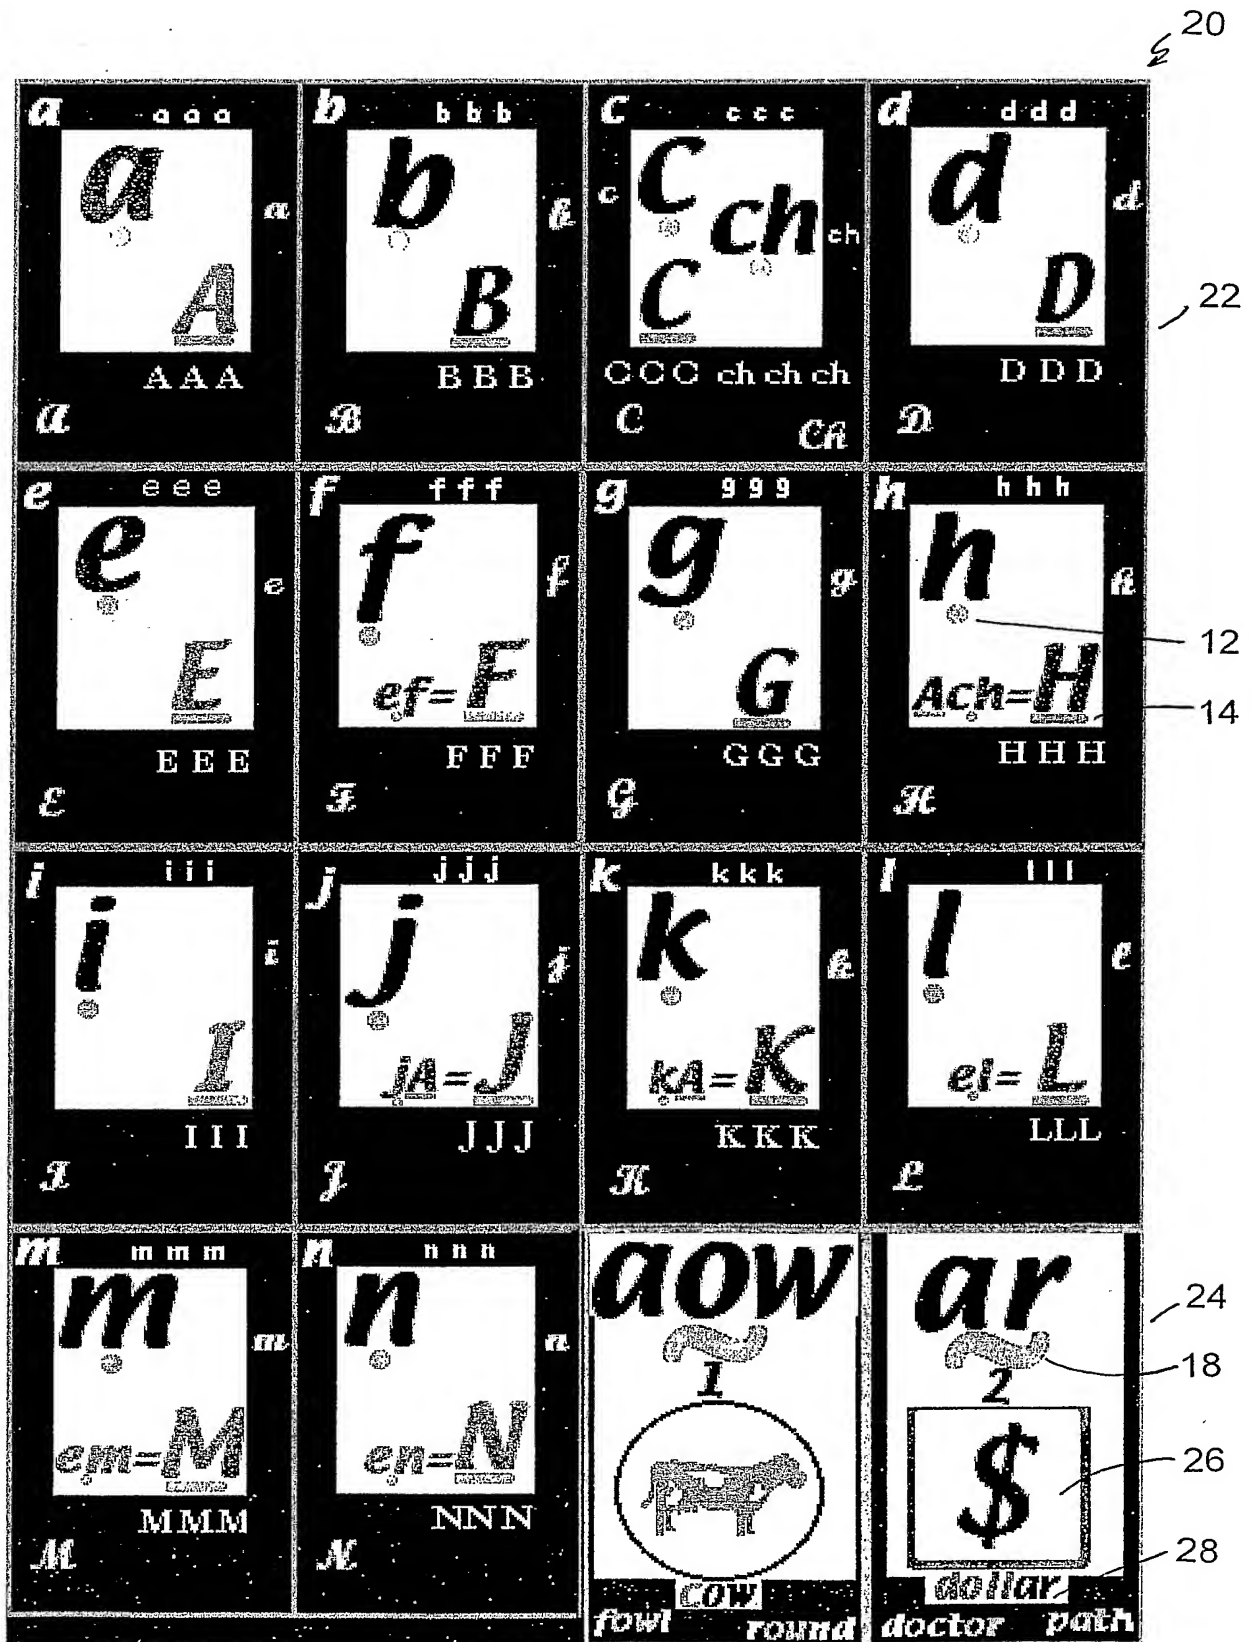 20
a a a a b b b b c c c c d d d d
a b c d
a b c ch ch d
A B C D
22
A A A B B B C C C ch ch ch D D D
A B C Ch D
e e e e f f f f g g g g h h h h
e f g h
e f g h
12
E ef=F G Ach=H
14
E E E F F F G G G H H H
E F G H
i i i i j j j j k k k k l l l l
i j k l
i j k l
I jA=J kA=K el=L
I I I J J J K K K L L L
I J K L
m m m m n n n n aow ar
m n
24
m n
18
1 2
em=M en=N $
26
M M M N N N
28
M N cow dollar
fowl round doctor path